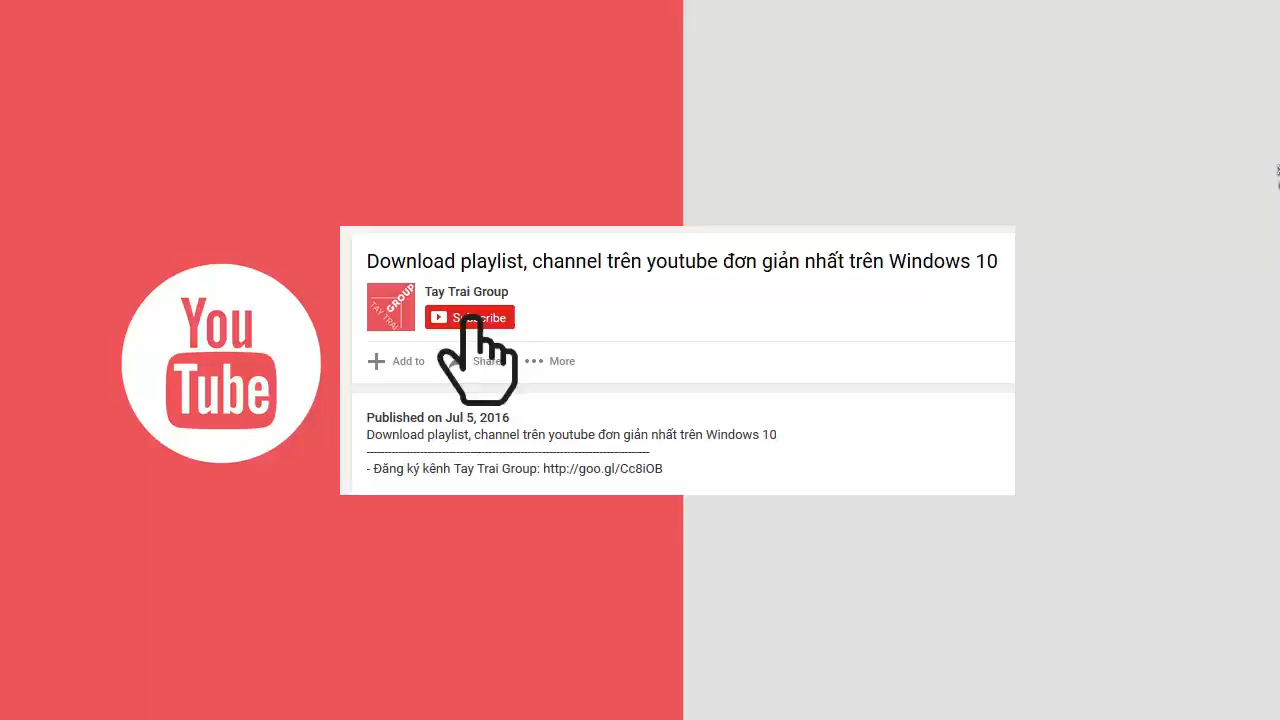 You
Tube
Download playlist, channel trên youtube đơn giản nhất trên Windows 10
GROUP
TAY TRAI
Tay Trai Group
Subscribe
Add to
Share
More
Published on Jul 5, 2016
Download playlist, channel trên youtube đơn giản nhất trên Windows 10
--------------------------------------------------------------------------------
- Đăng ký kênh Tay Trai Group: http://goo.gl/Cc8iOB